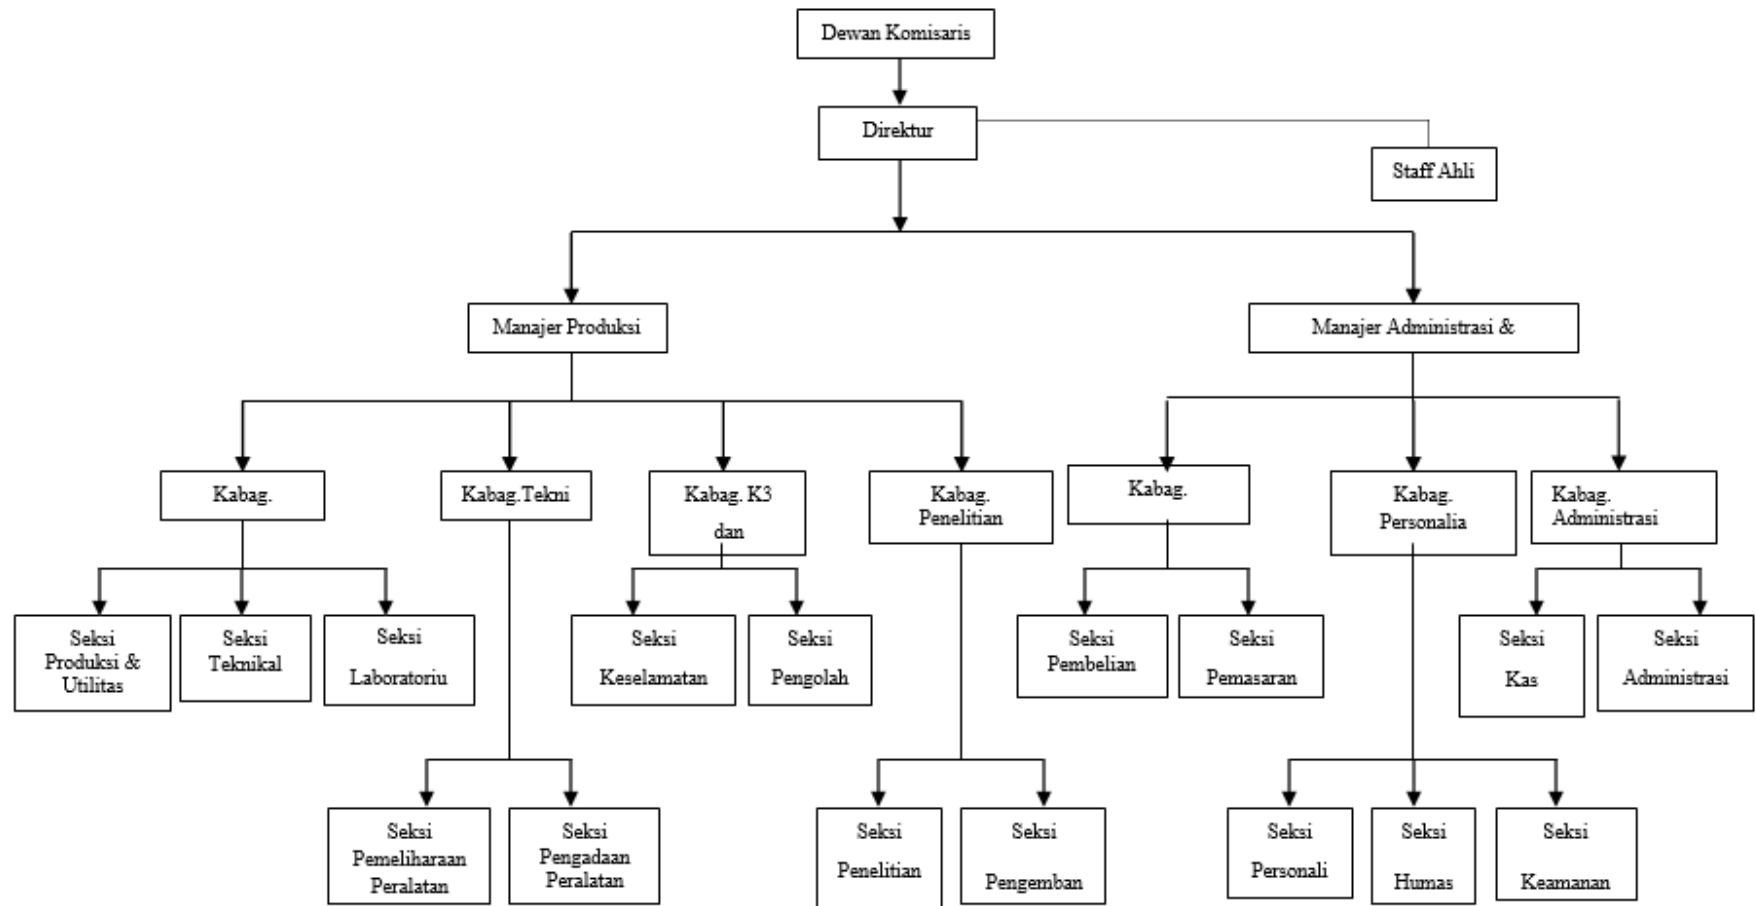 Dewan Komisaris
Direktur
Staff Ahli
Manajer Produksi
Manajer Administrasi &
Kabag.
Kabag.Tekni
Kabag. K3
dan
Kabag.
Penelitian
Kabag.
Kabag.
Personalia
Kabag.
Administrasi
Seksi
Produksi &
Utilitas
Seksi
Teknikal
Seksi
Laboratoriu
Seksi
Keselamatan
Seksi
Pengolah
Seksi
Pembelian
Seksi
Pemasaran
Seksi
Kas
Seksi
Administrasi
Seksi
Pemeliharaan
Peralatan
Seksi
Pengadaan
Peralatan
Seksi
Penelitian
Seksi
Pengemban
Seksi
Personali
Seksi
Humas
Seksi
Keamanan